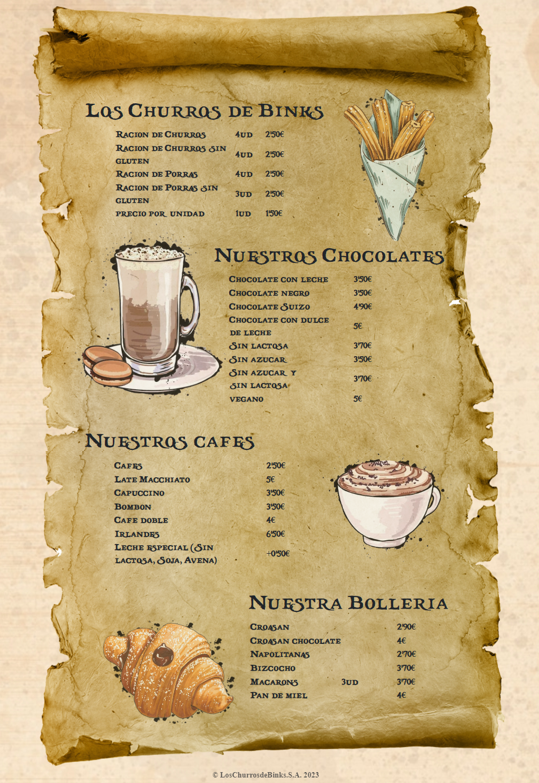 Los Churros de Binks
Racion de Churros 4ud 2'50€
Racion de Churros Sin
gluten 4ud 2'50€
Racion de Porras 4ud 2'50€
Racion de Porras Sin
gluten 3ud 2'50€
precio por unidad 1ud 1'50€
Nuestros Chocolates
Chocolate con leche 3'50€
Chocolate negro 3'50€
Chocolate Suizo 4'90€
Chocolate con dulce
de leche 5€
Sin lactosa 3'70€
Sin azucar 3'50€
Sin azucar y
Sin lactosa 3'70€
vegano 5€
Nuestros cafes
Cafes 2'50€
Late Macchiato 5€
Capuccino 3'50€
Bombon 3'50€
Cafe doble 4€
Irlandes 6'50€
Leche especial (Sin
lactosa, Soja, Avena) +0'50€
Nuestra Bolleria
Croasan 2'90€
Croasan chocolate 4€
Napolitanas 2'70€
Bizcocho 3'70€
Macarons 3ud 3'70€
Pan de miel 4€
© LosChurrosdeBinks.S.A. 2023